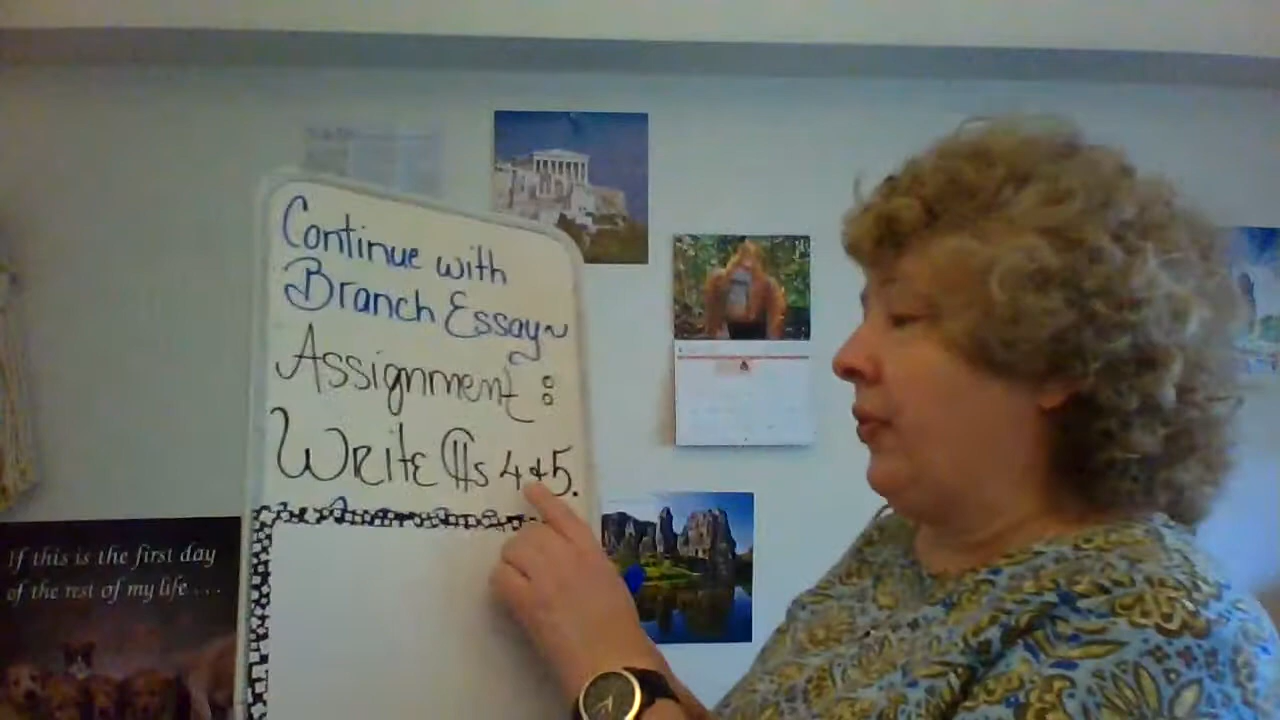 Continue with
Branch Essay~
Assignment :
Write ¶s 4 & 5.
If this is the first day
of the rest of my life . . .